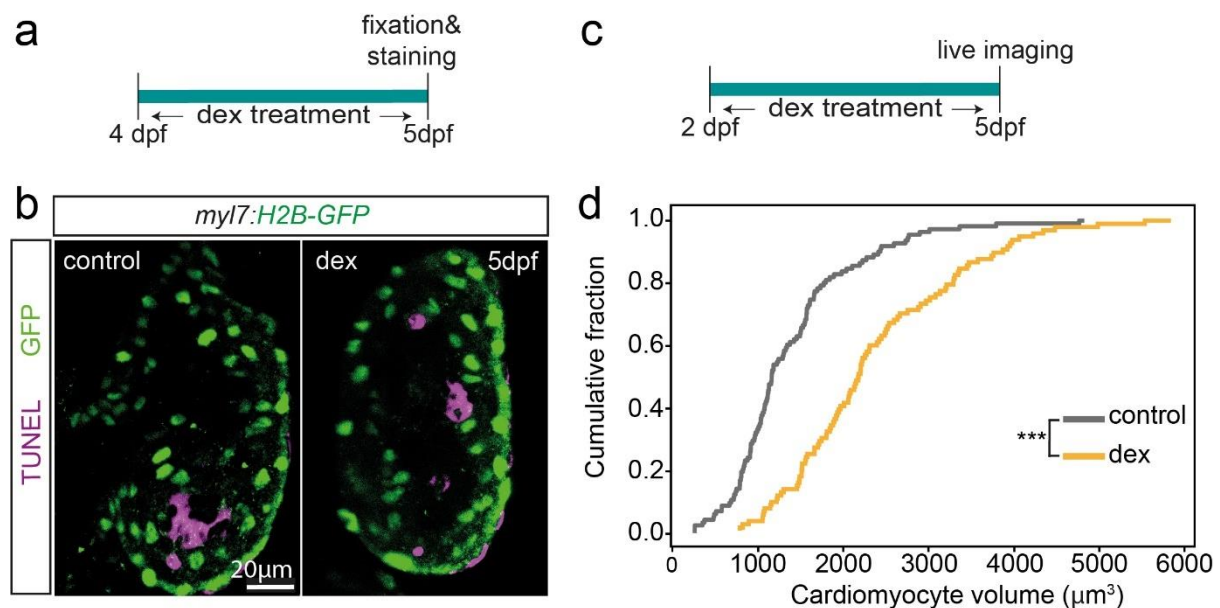 a
fixation&
staining
← dex treatment →
4 dpf
5dpf
c
live imaging
← dex treatment →
2 dpf
5dpf
b
myl7:H2B-GFP
TUNEL GFP
control
dex
5dpf
20µm
d
Cumulative fraction
1.0
0.8
0.6
0.4
0.2
0.0
***
control
dex
0 1000 2000 3000 4000 5000 6000
Cardiomyocyte volume (µm³)